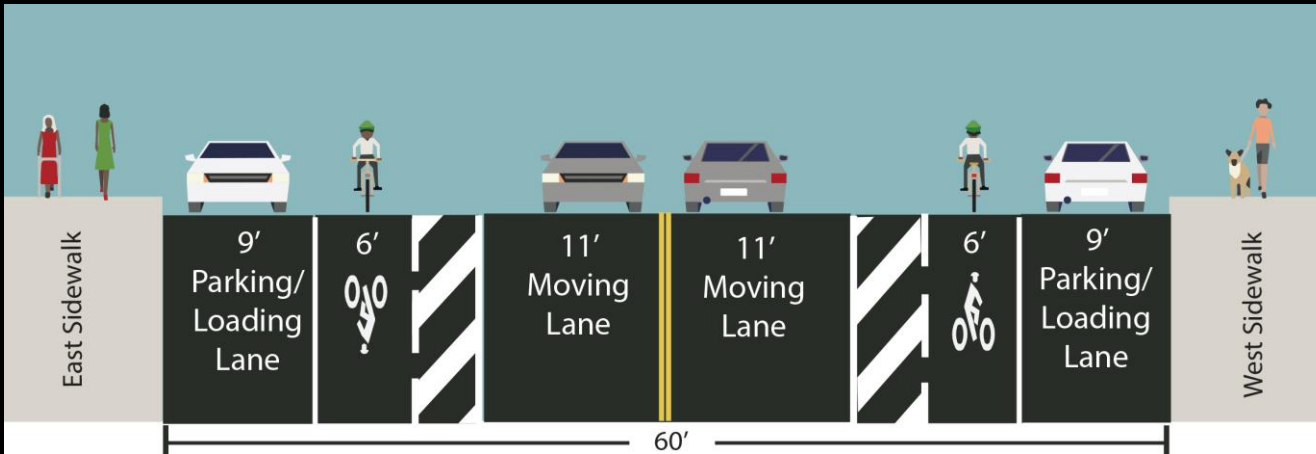 East Sidewalk
9’
Parking/
Loading
Lane
6’
11’
Moving
Lane
11’
Moving
Lane
6’
9’
Parking/
Loading
Lane
West Sidewalk
60’